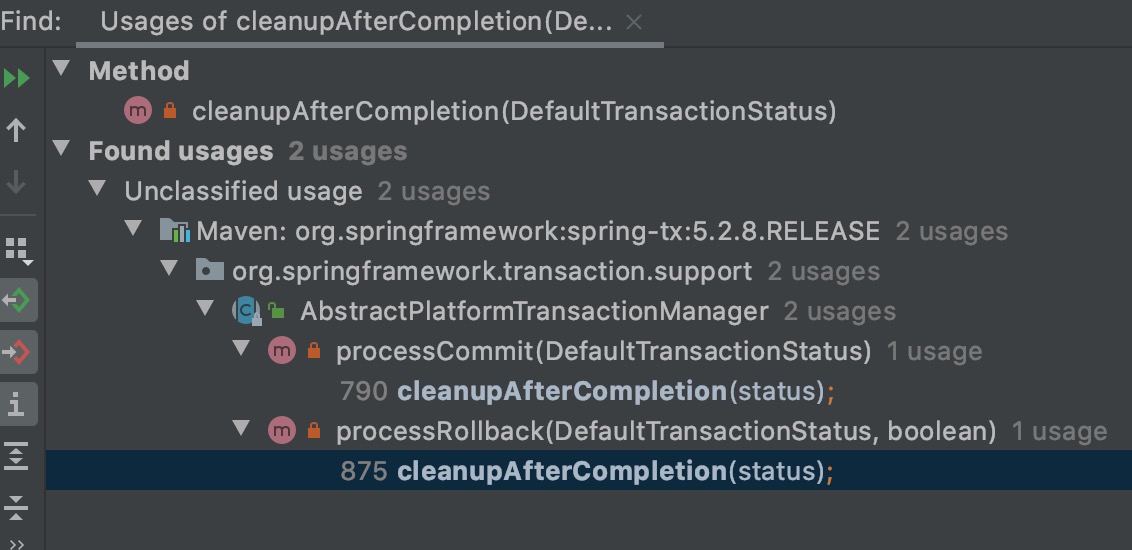 Find: Usages of cleanupAfterCompletion(De...
Method
m cleanupAfterCompletion(DefaultTransactionStatus)
Found usages 2 usages
Unclassified usage 2 usages
Maven: org.springframework:spring-tx:5.2.8.RELEASE 2 usages
org.springframework.transaction.support 2 usages
C AbstractPlatformTransactionManager 2 usages
m processCommit(DefaultTransactionStatus) 1 usage
790 cleanupAfterCompletion(status);
m processRollback(DefaultTransactionStatus, boolean) 1 usage
875 cleanupAfterCompletion(status);